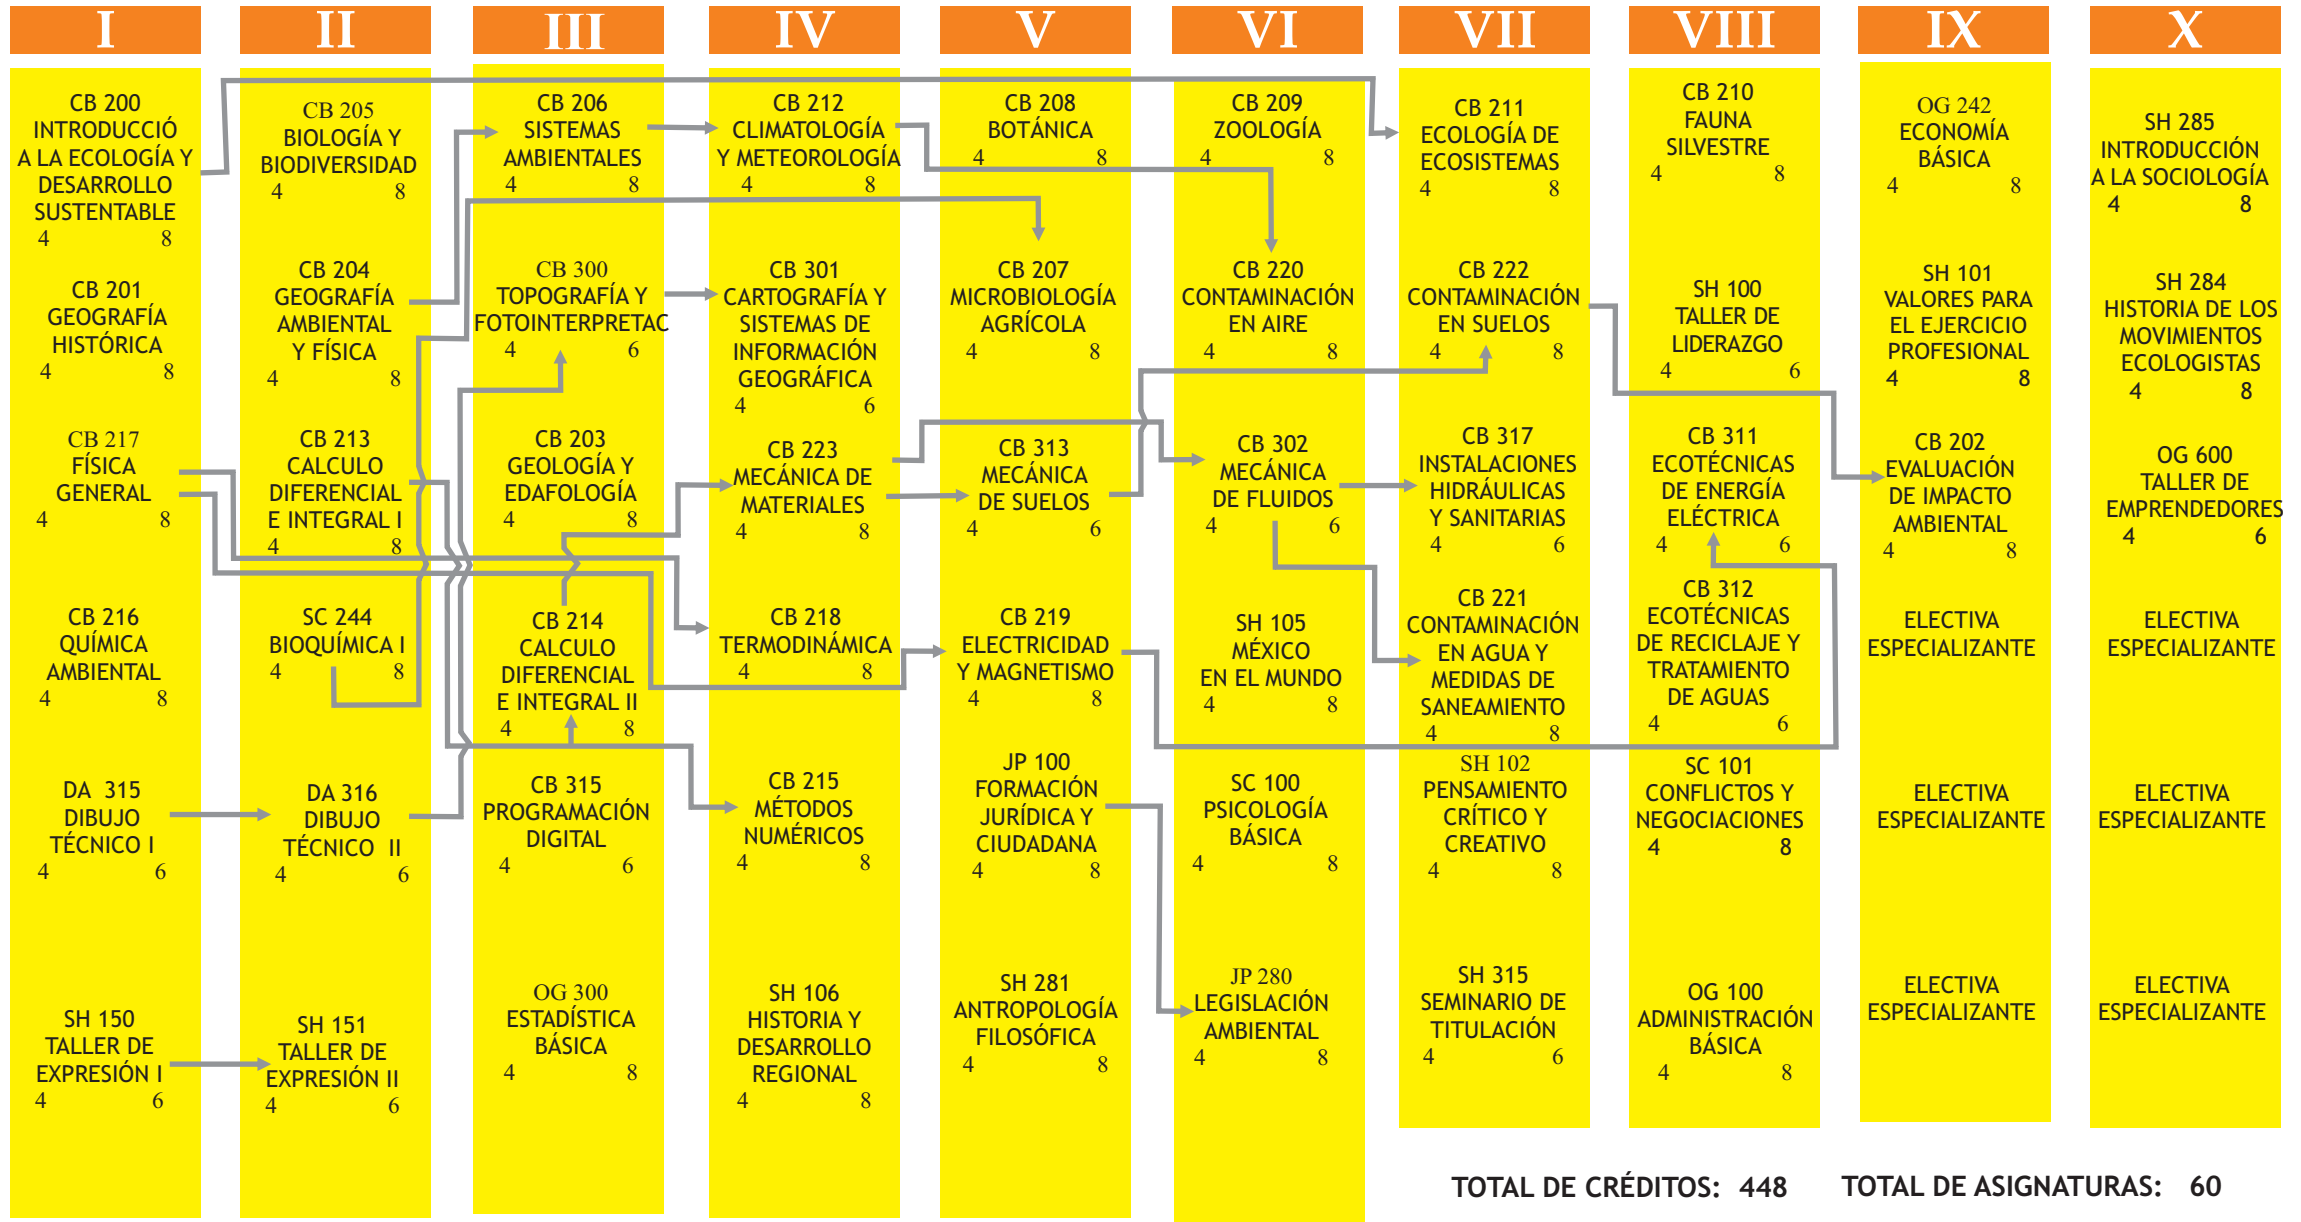 I
II
III
IV
V
VI
VII
VIII
IX
X
CB 200
INTRODUCCIÓ
A LA ECOLOGÍA Y
DESARROLLO
SUSTENTABLE
4 8
CB 201
GEOGRAFÍA
HISTÓRICA
4 8
CB 217
FÍSICA
GENERAL
4 8
CB 216
QUÍMICA
AMBIENTAL
4 8
DA 315
DIBUJO
TÉCNICO I
4 6
SH 150
TALLER DE
EXPRESIÓN I
4 6
CB 205
BIOLOGÍA Y
BIODIVERSIDAD
4 8
CB 204
GEOGRAFÍA
AMBIENTAL
Y FÍSICA
4 8
CB 213
CALCULO
DIFERENCIAL
E INTEGRAL I
4 8
SC 244
BIOQUÍMICA I
4 8
DA 316
DIBUJO
TÉCNICO II
4 6
SH 151
TALLER DE
EXPRESIÓN II
4 6
CB 206
SISTEMAS
AMBIENTALES
4 8
CB 300
TOPOGRAFÍA Y
FOTOINTERPRETAC
4 6
CB 203
GEOLOGÍA Y
EDAFOLOGÍA
4 8
CB 214
CALCULO
DIFERENCIAL
E INTEGRAL II
4 8
CB 315
PROGRAMACIÓN
DIGITAL
4 6
OG 300
ESTADÍSTICA
BÁSICA
4 8
CB 212
CLIMATOLOGÍA
Y METEOROLOGÍA
4 8
CB 301
CARTOGRAFÍA Y
SISTEMAS DE
INFORMACIÓN
GEOGRÁFICA
4 6
CB 223
MECÁNICA DE
MATERIALES
4 8
CB 218
TERMODINÁMICA
4 8
CB 215
MÉTODOS
NUMÉRICOS
4 8
SH 106
HISTORIA Y
DESARROLLO
REGIONAL
4 8
CB 208
BOTÁNICA
4 8
CB 207
MICROBIOLOGÍA
AGRÍCOLA
4 8
CB 313
MECÁNICA
DE SUELOS
4 6
CB 219
ELECTRICIDAD
Y MAGNETISMO
4 8
JP 100
FORMACIÓN
JURÍDICA Y
CIUDADANA
4 8
SH 281
ANTROPOLOGÍA
FILOSÓFICA
4 8
CB 209
ZOOLOGÍA
4 8
CB 220
CONTAMINACIÓN
EN AIRE
4 8
CB 302
MECÁNICA
DE FLUIDOS
4 6
SH 105
MÉXICO
EN EL MUNDO
4 8
SC 100
PSICOLOGÍA
BÁSICA
4 8
JP 280
LEGISLACIÓN
AMBIENTAL
4 8
CB 211
ECOLOGÍA DE
ECOSISTEMAS
4 8
CB 222
CONTAMINACIÓN
EN SUELOS
4 8
CB 317
INSTALACIONES
HIDRÁULICAS
Y SANITARIAS
4 6
CB 221
CONTAMINACIÓN
EN AGUA Y
MEDIDAS DE
SANEAMIENTO
4 8
SH 102
PENSAMIENTO
CRÍTICO Y
CREATIVO
4 8
SH 315
SEMINARIO DE
TITULACIÓN
4 6
CB 210
FAUNA
SILVESTRE
4 8
SH 100
TALLER DE
LIDERAZGO
4 6
CB 311
ECOTÉCNICAS
DE ENERGÍA
ELÉCTRICA
4 6
CB 312
ECOTÉCNICAS
DE RECICLAJE Y
TRATAMIENTO
DE AGUAS
4 6
SC 101
CONFLICTOS Y
NEGOCIACIONES
4 8
OG 100
ADMINISTRACIÓN
BÁSICA
4 8
OG 242
ECONOMÍA
BÁSICA
4 8
SH 101
VALORES PARA
EL EJERCICIO
PROFESIONAL
4 8
CB 202
EVALUACIÓN
DE IMPACTO
AMBIENTAL
4 8
ELECTIVA
ESPECIALIZANTE
ELECTIVA
ESPECIALIZANTE
ELECTIVA
ESPECIALIZANTE
SH 285
INTRODUCCIÓN
A LA SOCIOLOGÍA
4 8
SH 284
HISTORIA DE LOS
MOVIMIENTOS
ECOLOGISTAS
4 8
OG 600
TALLER DE
EMPRENDEDORES
4 6
ELECTIVA
ESPECIALIZANTE
ELECTIVA
ESPECIALIZANTE
ELECTIVA
ESPECIALIZANTE
TOTAL DE CRÉDITOS: 448 TOTAL DE ASIGNATURAS: 60